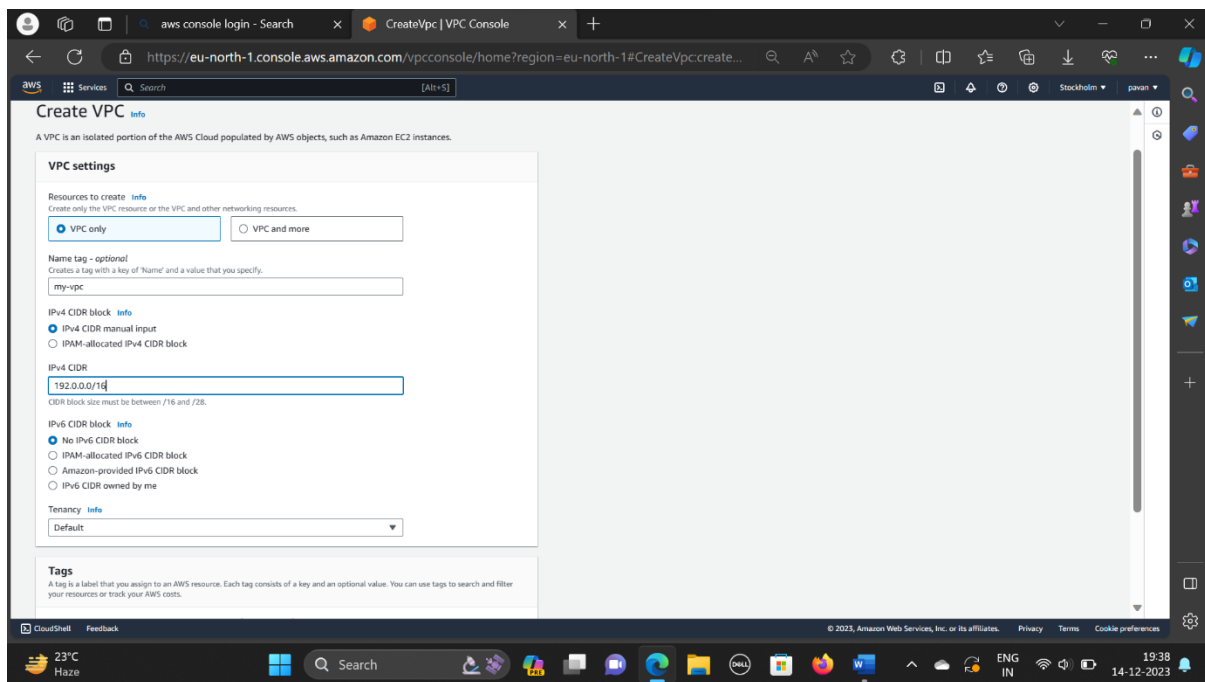 aws console login - Search
CreateVpc | VPC Console
https://eu-north-1.console.aws.amazon.com/vpcconsole/home?region=eu-north-1#CreateVpc:create...
aws
Services
Search
[Alt+S]
Stockholm
pavan
Create VPC Info
A VPC is an isolated portion of the AWS Cloud populated by AWS objects, such as Amazon EC2 instances.
VPC settings
Resources to create Info
Create only the VPC resource or the VPC and other networking resources.
VPC only
VPC and more
Name tag - optional
Creates a tag with a key of 'Name' and a value that you specify.
my-vpc
IPv4 CIDR block Info
IPv4 CIDR manual input
IPAM-allocated IPv4 CIDR block
IPv4 CIDR
192.0.0.0/16
CIDR block size must be between /16 and /28.
IPv6 CIDR block Info
No IPv6 CIDR block
IPAM-allocated IPv6 CIDR block
Amazon-provided IPv6 CIDR block
IPv6 CIDR owned by me
Tenancy Info
Default
Tags
A tag is a label that you assign to an AWS resource. Each tag consists of a key and an optional value. You can use tags to search and filter
your resources or track your AWS costs.
CloudShell
Feedback
© 2023, Amazon Web Services, Inc. or its affiliates.
Privacy
Terms
Cookie preferences
23°C
Haze
Search
PRE
DELL
ENG
IN
19:38
14-12-2023